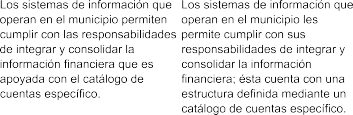 Los sistemas de información que
operan en el municipio permiten
cumplir con las responsabilidades
de integrar y consolidar la
información financiera que es
apoyada con el catálogo de
cuentas específico.
Los sistemas de información que
operan en el municipio les
permite cumplir con sus
responsabilidades de integrar y
consolidar la información
financiera; ésta cuenta con una
estructura definida mediante un
catálogo de cuentas específico.